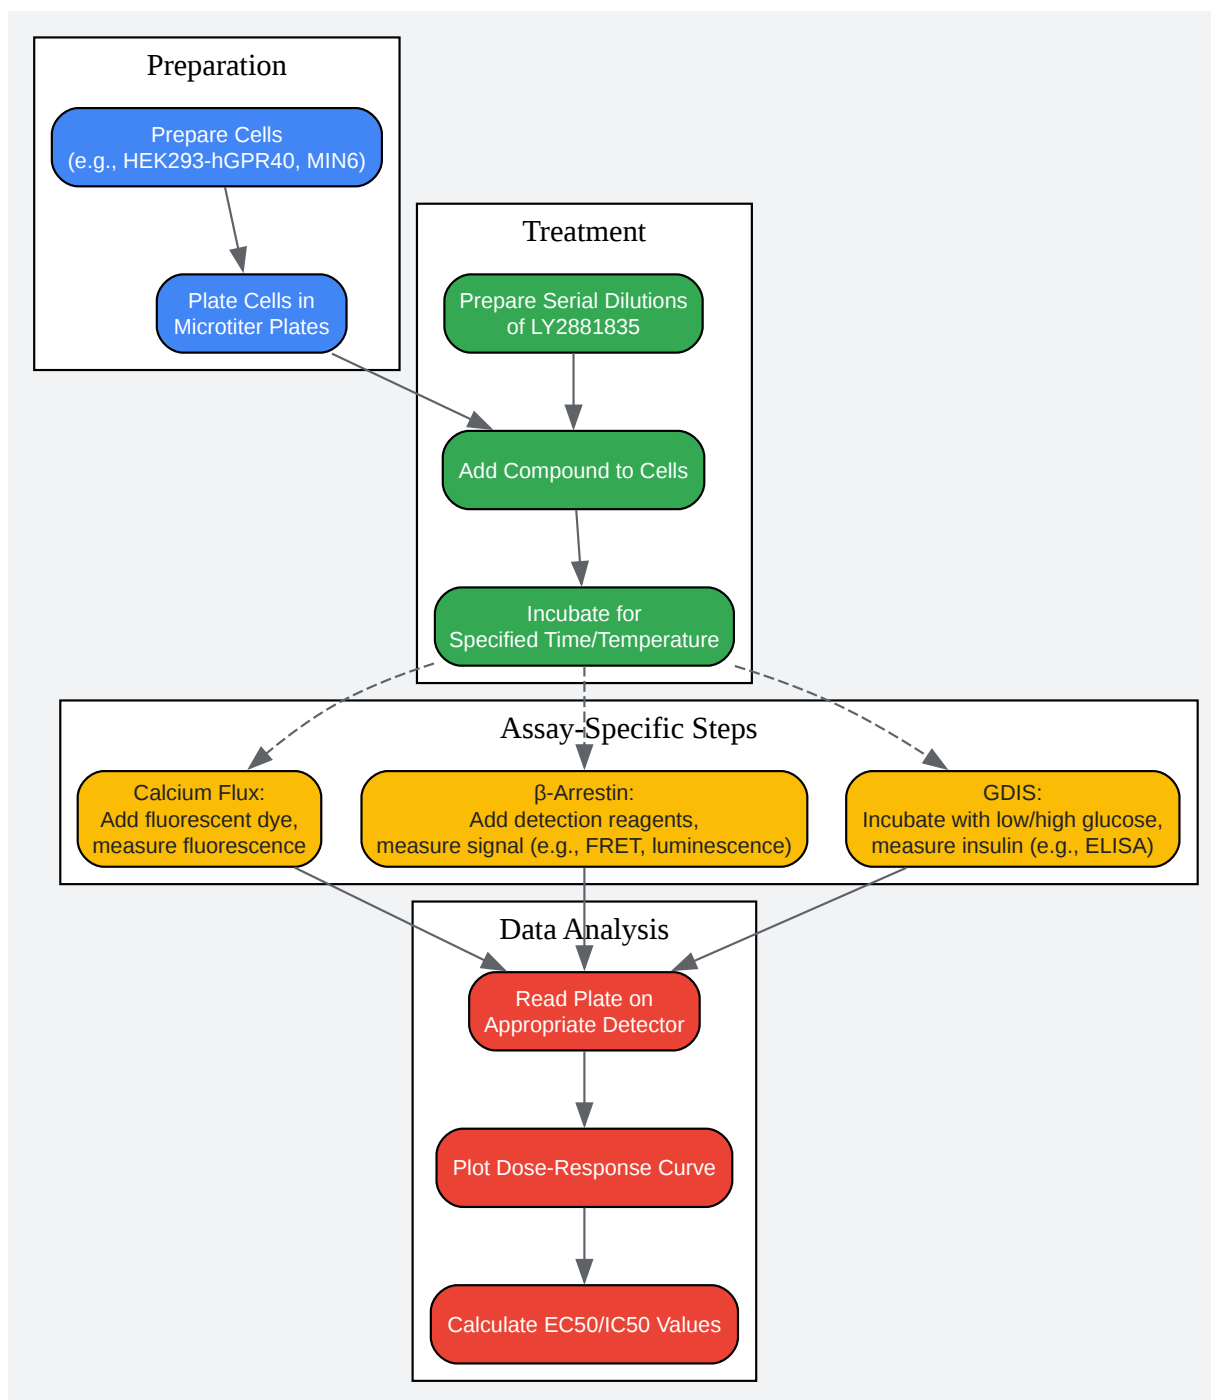 Preparation
Prepare Cells
(e.g., HEK293-hGPR40, MIN6)
Plate Cells in
Microtiter Plates
Treatment
Prepare Serial Dilutions
of LY2881835
Add Compound to Cells
Incubate for
Specified Time/Temperature
Assay-Specific Steps
Calcium Flux:
Add fluorescent dye,
measure fluorescence
β-Arrestin:
Add detection reagents,
measure signal (e.g., FRET, luminescence)
GDIS:
Incubate with low/high glucose,
measure insulin (e.g., ELISA)
Data Analysis
Read Plate on
Appropriate Detector
Plot Dose-Response Curve
Calculate EC50/IC50 Values